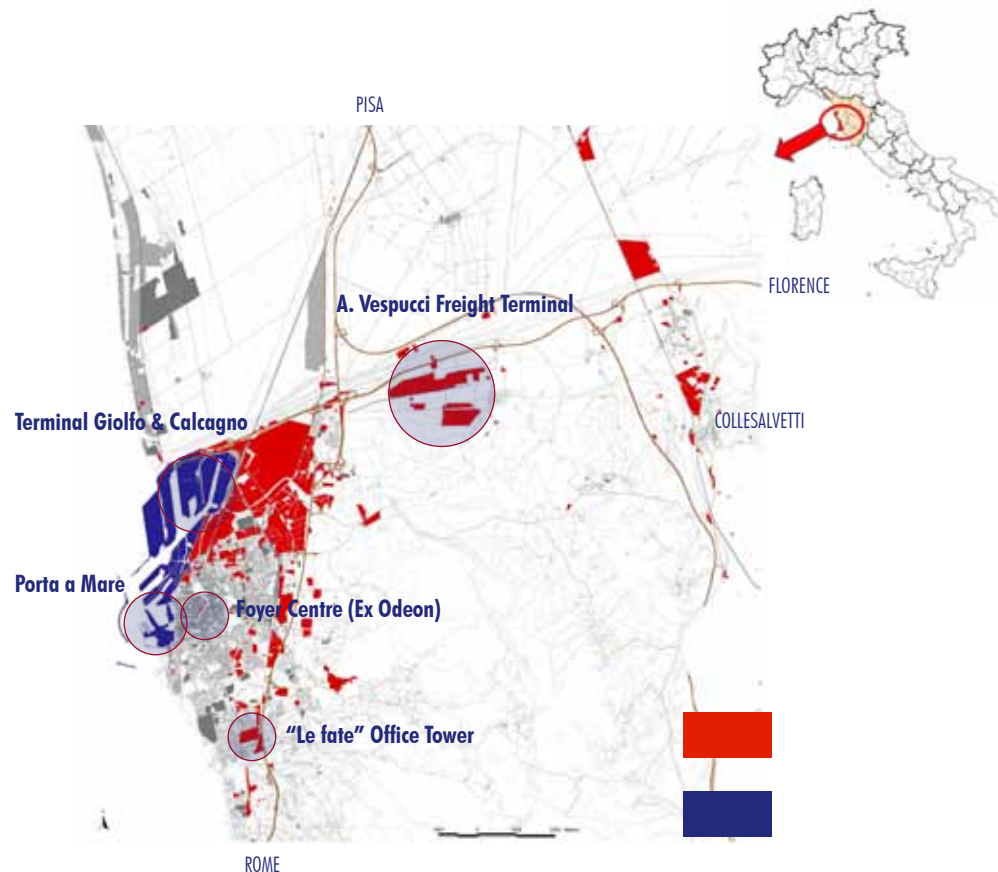 PISA
FLORENCE
A. Vespucci Freight Terminal
Terminal Giolfo & Calcagno
COLLESALVETTI
Porta a Mare
Foyer Centre (Ex Odeon)
“Le fate” Office Tower
ROME